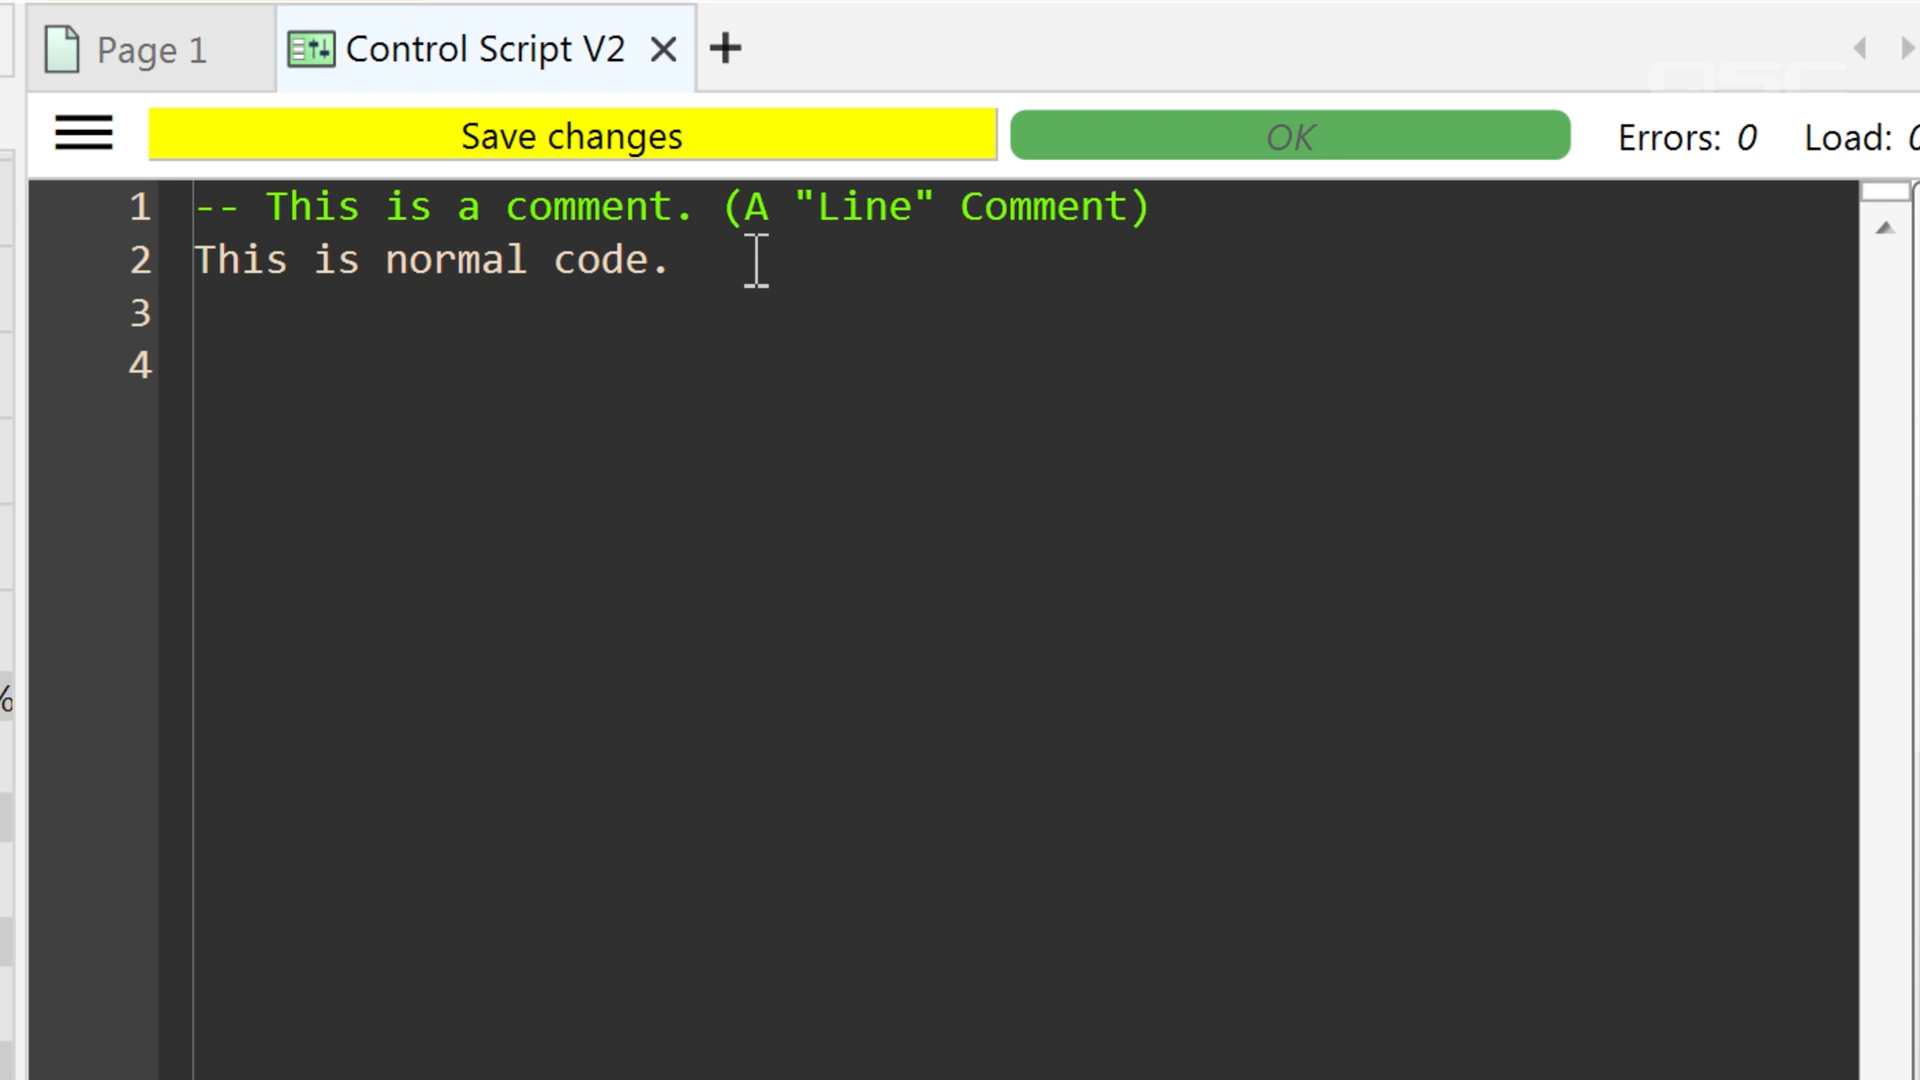 Page 1
Control Script V2
QSC
Save changes
OK
Errors: 0
Load:
1 -- This is a comment. (A "Line" Comment)
2 This is normal code.
3
4
%